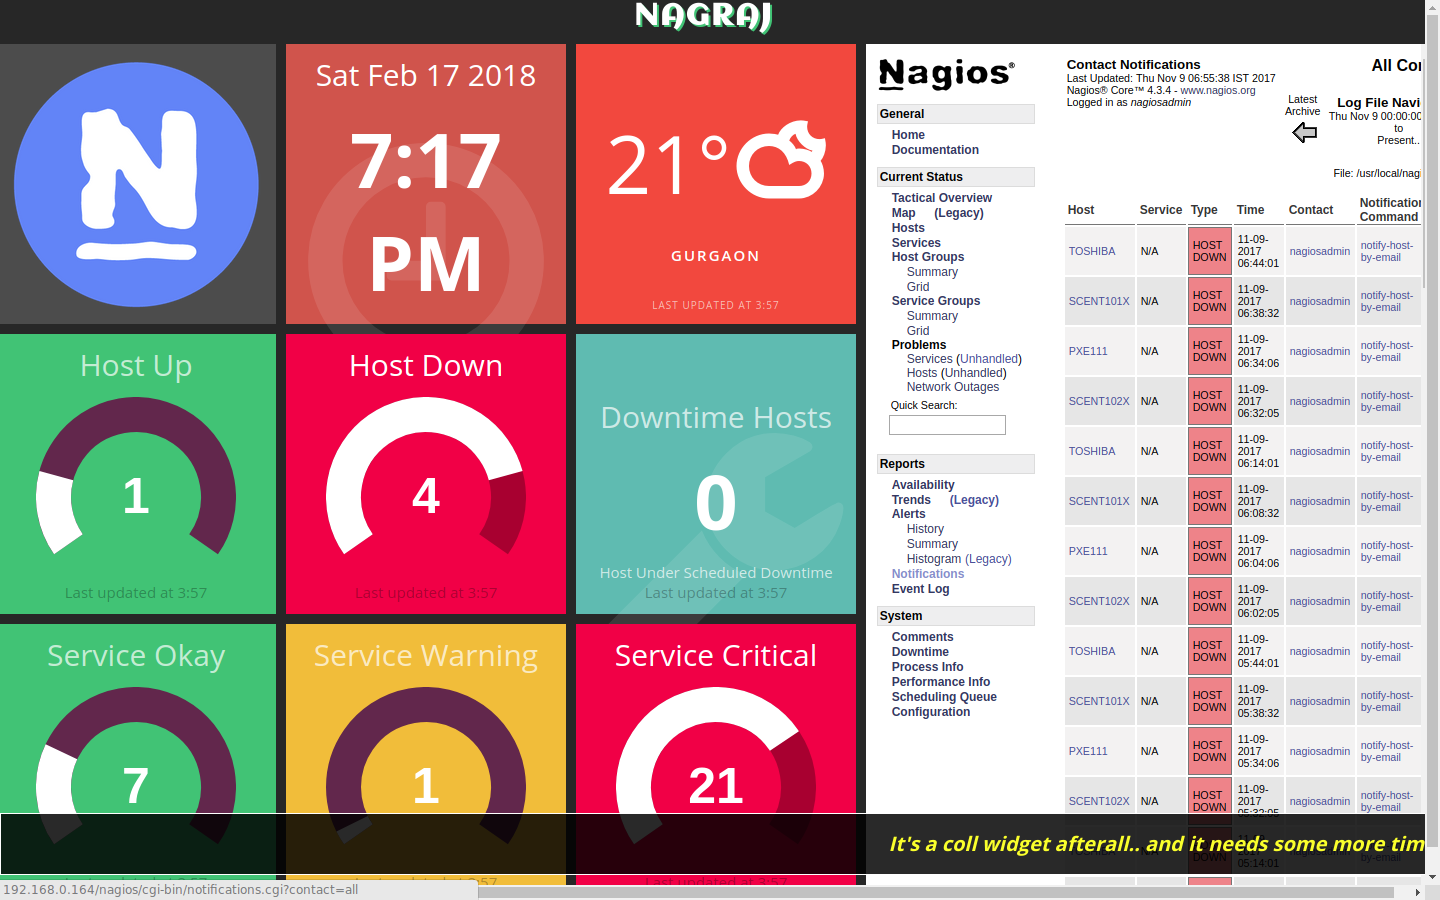 NAGRAJ
N
Sat Feb 17 2018
7:17
PM
21°
GURGAON
LAST UPDATED AT 3:57
Host Up
1
Last updated at 3:57
Host Down
4
Last updated at 3:57
Downtime Hosts
0
Host Under Scheduled Downtime
Last updated at 3:57
Service Okay
7
Service Warning
1
Service Critical
21
Last updated at 3:57
Nagios®
General
Home
Documentation
Current Status
Tactical Overview
Map (Legacy)
Hosts
Services
Host Groups
Summary
Grid
Service Groups
Summary
Grid
Problems
Services (Unhandled)
Hosts (Unhandled)
Network Outages
Quick Search:
Reports
Availability
Trends (Legacy)
Alerts
History
Summary
Histogram (Legacy)
Notifications
Event Log
System
Comments
Downtime
Process Info
Performance Info
Scheduling Queue
Configuration
Contact Notifications
Last Updated: Thu Nov 9 06:55:38 IST 2017
Nagios® Core™ 4.3.4 - www.nagios.org
Logged in as nagiosadmin
Latest
Archive
All Cor
Log File Navi
Thu Nov 9 00:00:00
to
Present..
File: /usr/local/nagi
Host Service Type Time Contact Notification Command
TOSHIBA N/A HOST DOWN 11-09-2017 06:44:01 nagiosadmin notify-host-by-email
SCENT101X N/A HOST DOWN 11-09-2017 06:38:32 nagiosadmin notify-host-by-email
PXE111 N/A HOST DOWN 11-09-2017 06:34:06 nagiosadmin notify-host-by-email
SCENT102X N/A HOST DOWN 11-09-2017 06:32:05 nagiosadmin notify-host-by-email
TOSHIBA N/A HOST DOWN 11-09-2017 06:14:01 nagiosadmin notify-host-by-email
SCENT101X N/A HOST DOWN 11-09-2017 06:08:32 nagiosadmin notify-host-by-email
PXE111 N/A HOST DOWN 11-09-2017 06:04:06 nagiosadmin notify-host-by-email
SCENT102X N/A HOST DOWN 11-09-2017 06:02:05 nagiosadmin notify-host-by-email
TOSHIBA N/A HOST DOWN 11-09-2017 05:44:01 nagiosadmin notify-host-by-email
SCENT101X N/A HOST DOWN 11-09-2017 05:38:32 nagiosadmin notify-host-by-email
PXE111 N/A HOST DOWN 11-09-2017 05:34:06 nagiosadmin notify-host-by-email
SCENT102X N/A HOST DOWN 11-09-2017 05:32:05 nagiosadmin notify-host-by-email
It's a coll widget afterall.. and it needs some more tim
192.168.0.164/nagios/cgi-bin/notifications.cgi?contact=all